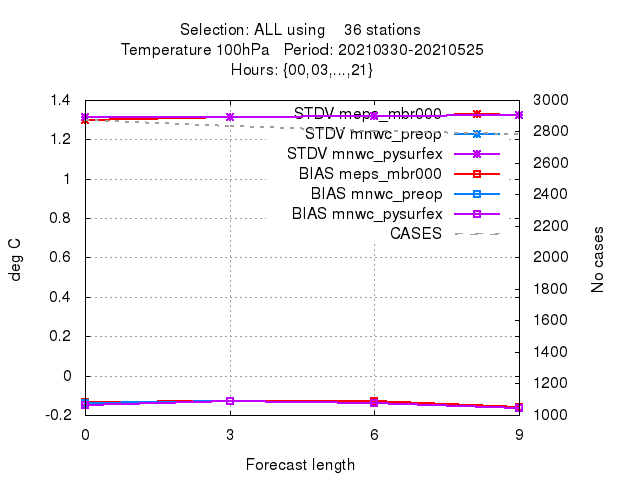 Selection: ALL using 36 stations
Temperature 100hPa Period: 20210330-20210525
Hours: {00,03,...,21}
1.4
1.2
1
0.8
0.6
0.4
0.2
0
-0.2
deg C
STDV meps_mbr000
STDV mnwc_preop
STDV mnwc_pysurfex
BIAS meps_mbr000
BIAS mnwc_preop
BIAS mnwc_pysurfex
CASES
3000
2800
2600
2400
2200
2000
1800
1600
1400
1200
1000
No cases
0 3 6 9
Forecast length